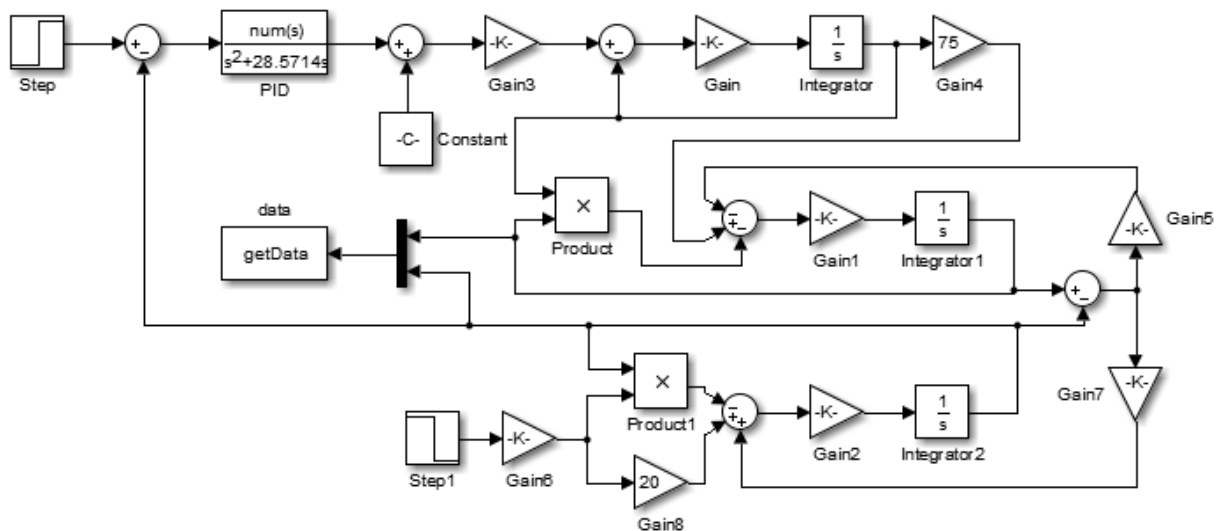 Step
num(s)
s²+28.5714s
PID
-C-
Constant
-K-
Gain3
-K-
Gain
1
s
Integrator
75
Gain4
×
Product
-K-
Gain1
1
s
Integrator1
-K-
Gain5
data
getData
×
Product1
-K-
Gain2
1
s
Integrator2
-K-
Gain7
Step1
-K-
Gain6
20
Gain8